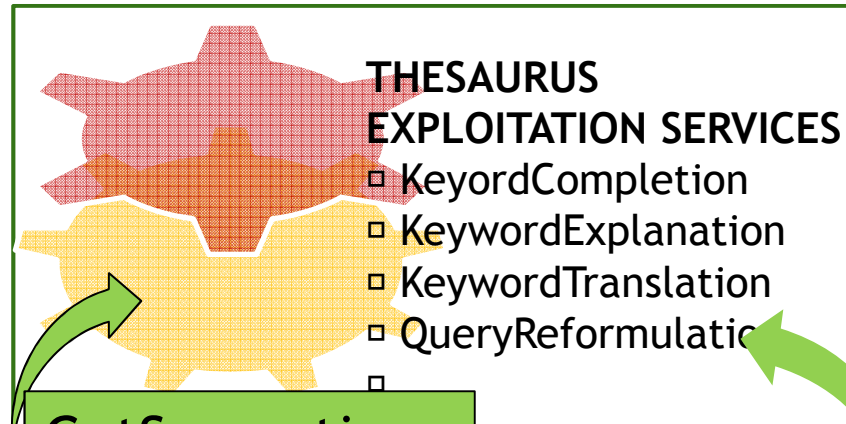 THESAURUS
EXPLOITATION SERVICES
▫ KeyordCompletion
▫ KeywordExplanation
▫ KeywordTranslation
▫ QueryReformulatio
▫